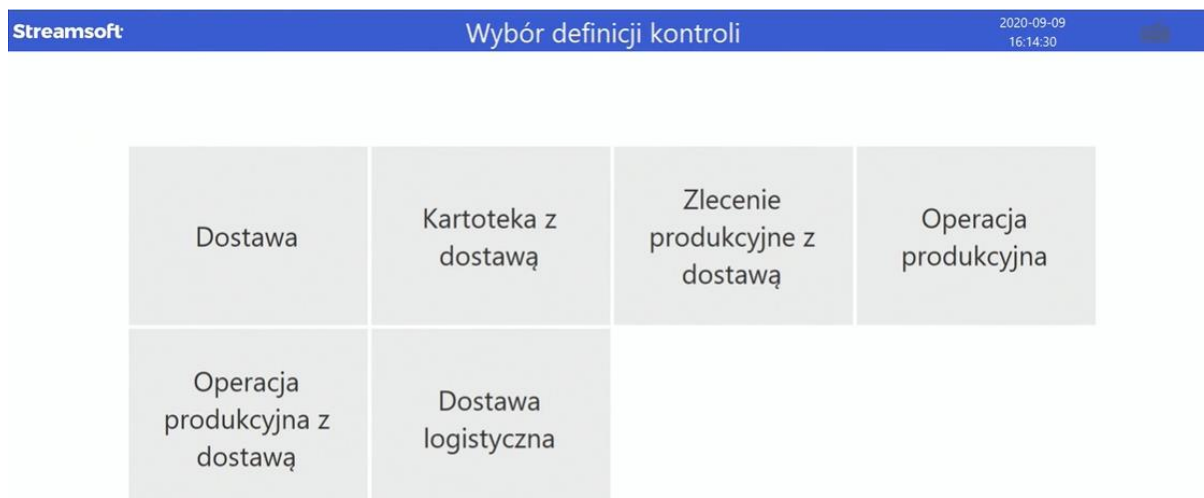 Streamsoft
Wybór definicji kontroli
2020-09-09
16:14:30
Dostawa
Kartoteka z
dostawą
Zlecenie
produkcyjne z
dostawą
Operacja
produkcyjna
Operacja
produkcyjna z
dostawą
Dostawa
logistyczna